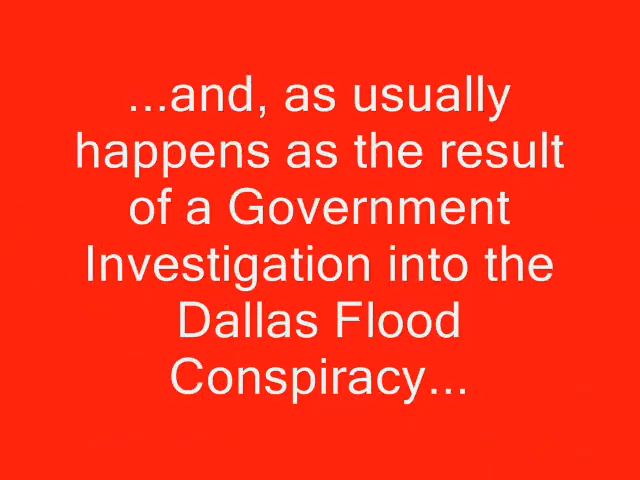 ...and, as usually
happens as the result
of a Government
Investigation into the
Dallas Flood
Conspiracy...